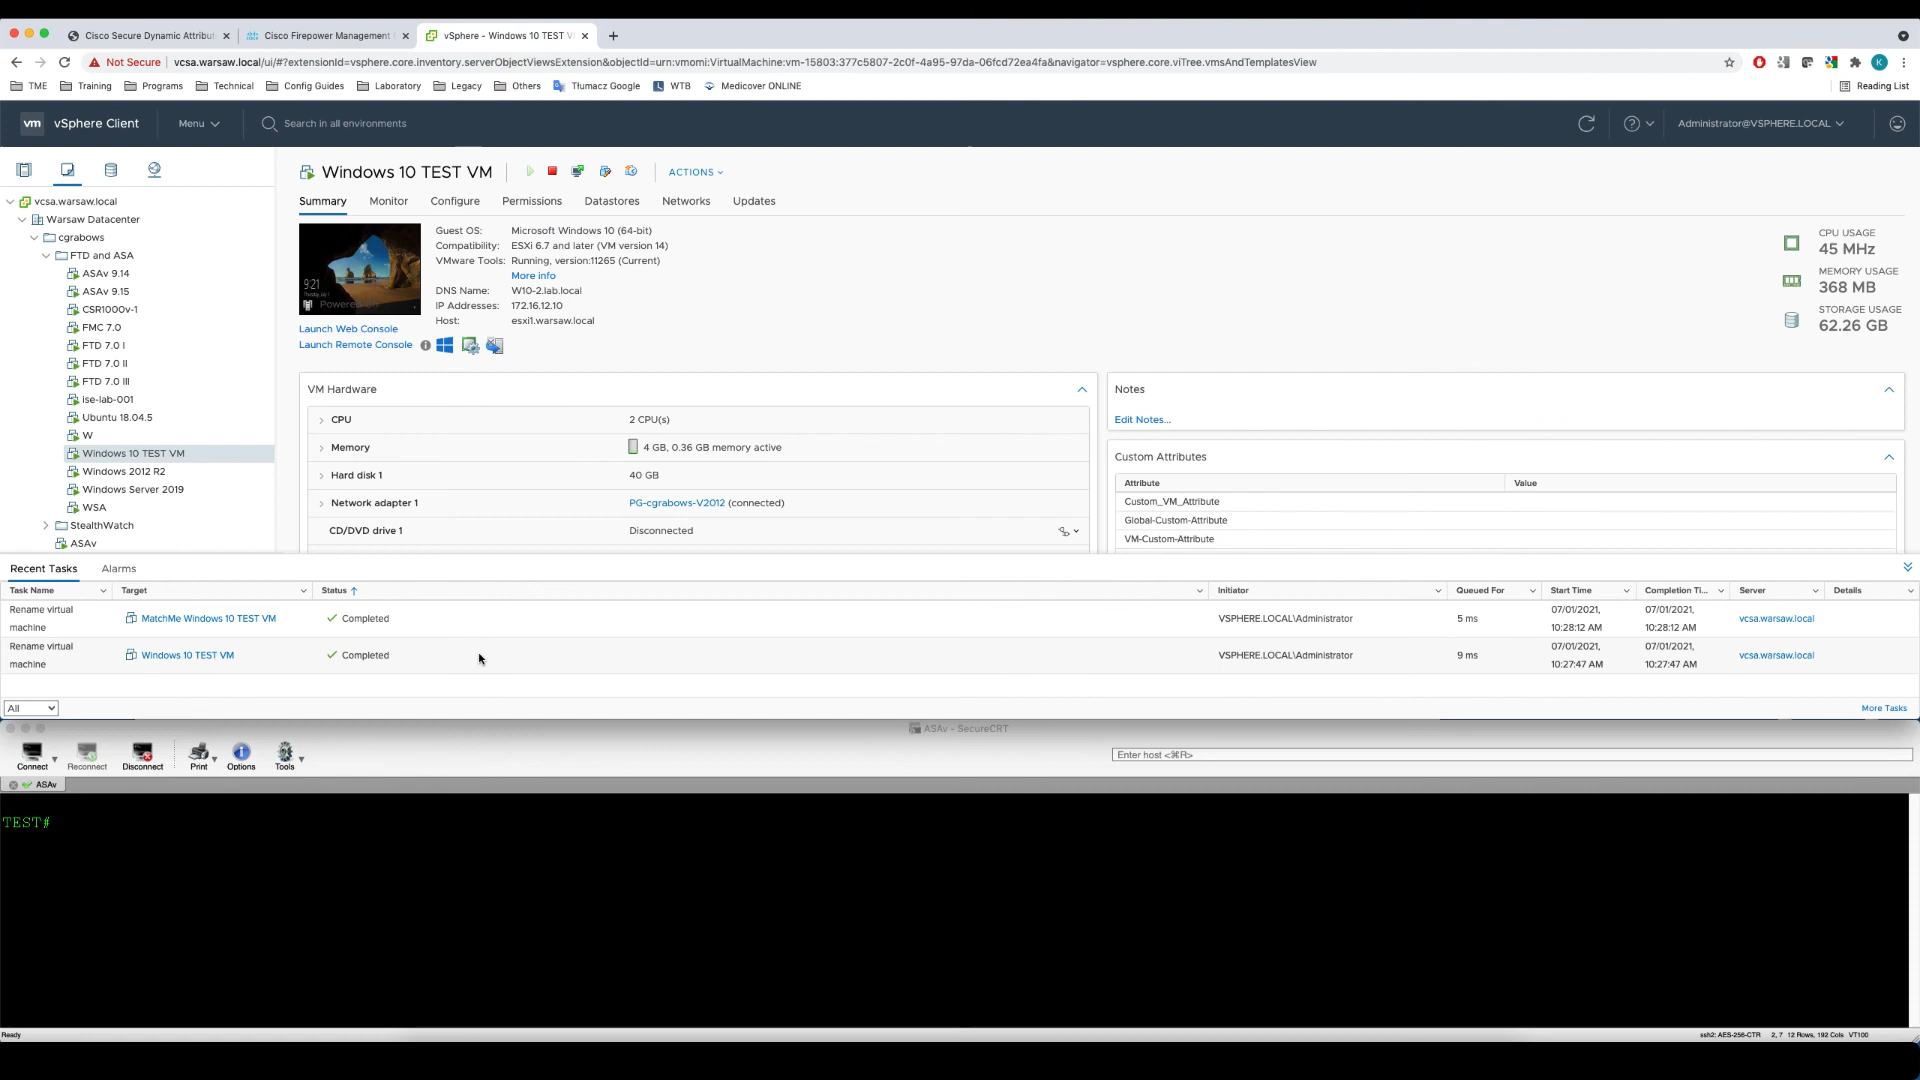 Cisco Secure Dynamic Attribut
Cisco Firepower Management
vSphere - Windows 10 TEST V
Not Secure
vcsa.warsaw.local/ui/#?extensionId=vsphere.core.inventory.serverObjectViewsExtension&objectId=urn:vmomi:VirtualMachine:vm-15803:377c5807-2c0f-4a95-97da-06fcd72ea4fa&navigator=vsphere.core.viTree.vmsAndTemplatesView
K
TME Training Programs Technical Config Guides Laboratory Legacy Others Tłumacz Google WTB Medicover ONLINE Reading List
vm vSphere Client Menu Search in all environments Administrator@VSPHERE.LOCAL
vcsa.warsaw.local
Warsaw Datacenter
cgrabows
FTD and ASA
ASAv 9.14
ASAv 9.15
CSR1000v-1
FMC 7.0
FTD 7.0 I
FTD 7.0 II
FTD 7.0 III
ise-lab-001
Ubuntu 18.04.5
W
Windows 10 TEST VM
Windows 2012 R2
Windows Server 2019
WSA
StealthWatch
ASAv
Windows 10 TEST VM ACTIONS
Summary Monitor Configure Permissions Datastores Networks Updates
9:21
Guest OS: Microsoft Windows 10 (64-bit)
Compatibility: ESXi 6.7 and later (VM version 14)
VMware Tools: Running, version:11265 (Current)
More info
DNS Name: W10-2.lab.local
IP Addresses: 172.16.12.10
Host: esxi1.warsaw.local
Launch Web Console
Launch Remote Console
CPU USAGE
45 MHz
MEMORY USAGE
368 MB
STORAGE USAGE
62.26 GB
VM Hardware
CPU 2 CPU(s)
Memory 4 GB, 0.36 GB memory active
Hard disk 1 40 GB
Network adapter 1 PG-cgrabows-V2012 (connected)
CD/DVD drive 1 Disconnected
Notes
Edit Notes...
Custom Attributes
Attribute Value
Custom_VM_Attribute
Global-Custom-Attribute
VM-Custom-Attribute
Recent Tasks Alarms
Task Name Target Status Initiator Queued For Start Time Completion Ti... Server Details
Rename virtual machine MatchMe Windows 10 TEST VM Completed VSPHERE.LOCAL\Administrator 5 ms 07/01/2021, 10:28:12 AM 07/01/2021, 10:28:12 AM vcsa.warsaw.local
Rename virtual machine Windows 10 TEST VM Completed VSPHERE.LOCAL\Administrator 9 ms 07/01/2021, 10:27:47 AM 07/01/2021, 10:27:47 AM vcsa.warsaw.local
All More Tasks
ASAv - SecureCRT
Connect Reconnect Disconnect Print Options Tools
Enter host <⌘R>
ASAv
TEST#
Ready ssh2: AES-256-CTR 2, 7 12 Rows, 192 Cols VT100